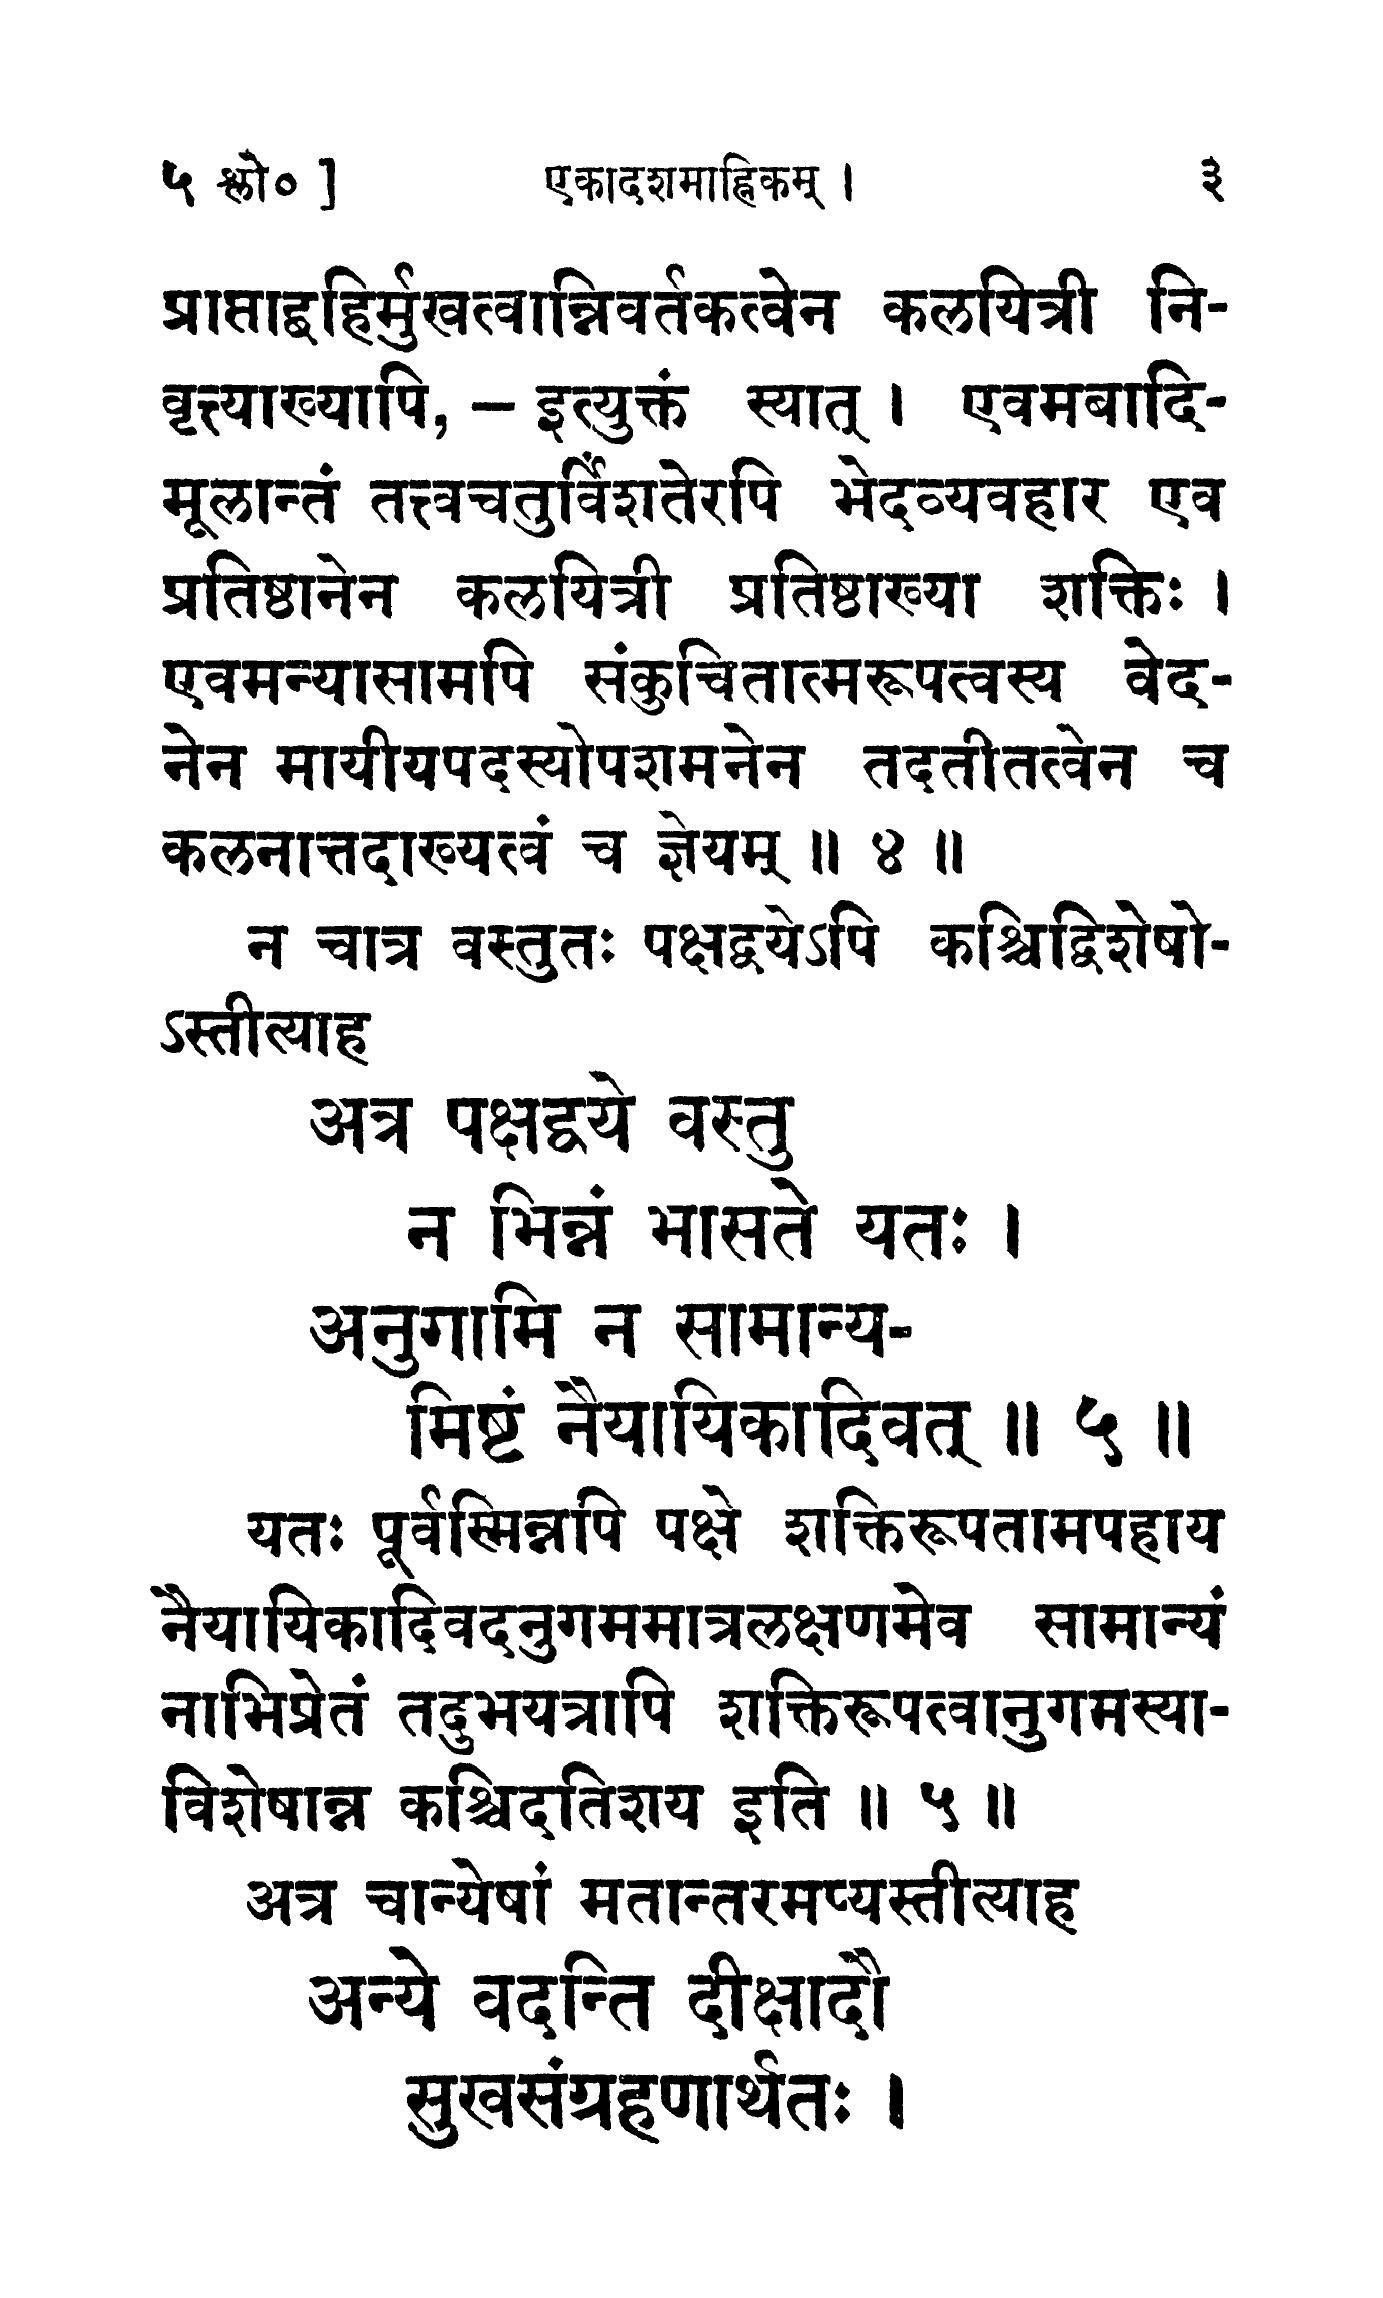 ५ श्लो० ] एकादशमाह्निकम् । ३
प्राप्ताद्बहिर्मुखत्वान्निवर्तकत्वेन कलयित्री नि-
वृत्त्याख्यापि, – इत्युक्तं स्यात् । एवमबादि-
मूलान्तं तत्त्वचतुर्विंशतेरपि भेदव्यवहार एव
प्रतिष्ठानेन कलयित्री प्रतिष्ठाख्या शक्तिः ।
एवमन्यासामपि संकुचितात्मरूपत्वस्य वेद-
नेन मायीयपदस्योपशमनेन तदतीतत्वेन च
कलनात्तदाख्यत्वं च ज्ञेयम् ॥ ४ ॥
न चात्र वस्तुतः पक्षद्वयेऽपि कश्चिद्विशेषो-
ऽस्तीत्याह
अत्र पक्षद्वये वस्तु
न भिन्नं भासते यतः ।
अनुगामि न सामान्य-
मिष्टं नैयायिकादिवत् ॥ ५ ॥
यतः पूर्वस्मिन्नपि पक्षे शक्तिरूपतामपहाय
नैयायिकादिवदनुगममात्रलक्षणमेव सामान्यं
नाभिप्रेतं तदुभयत्रापि शक्तिरूपत्वानुगमस्या-
विशेषान्न कश्चिदतिशय इति ॥ ५ ॥
अत्र चान्येषां मतान्तरमप्यस्तीत्याह
अन्ये वदन्ति दीक्षादौ
सुखसंग्रहणार्थतः ।